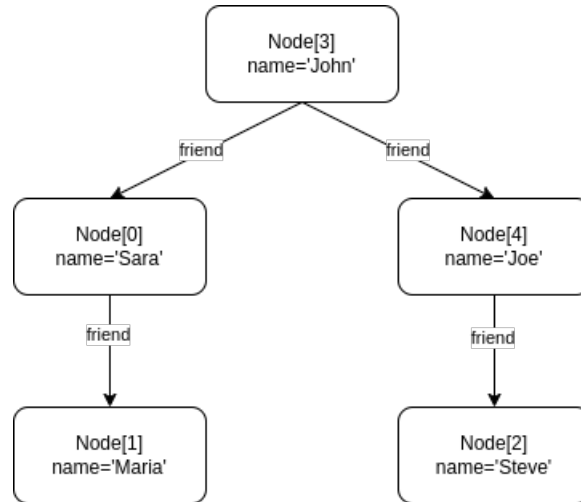 Node[3]
name='John'
friend
friend
Node[0]
name='Sara'
Node[4]
name='Joe'
friend
friend
Node[1]
name='Maria'
Node[2]
name='Steve'